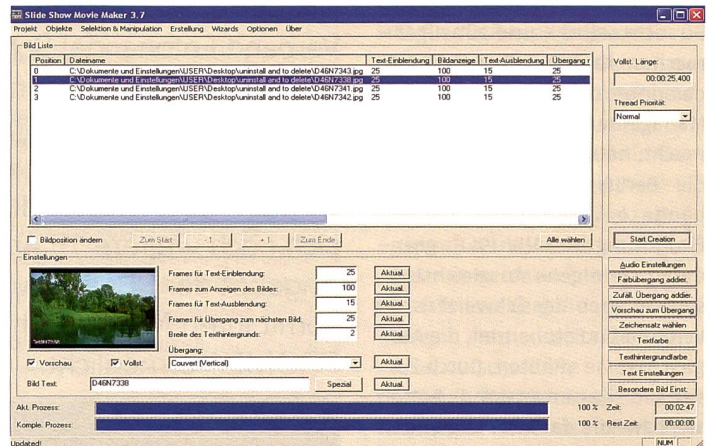 Slide Show Movie Maker 3.7
Projekt Objekte Selektion & Manipulation Erstellung Wizards Optionen Über
Bild Liste
Position Dateiname Text-Einblendung Bildanzeige Text-Ausblendung Übergang r
0 C:\Dokumente und Einstellungen\USER\Desktop\uninstall and to delete\D46N7343.jpg 25 100 15 25
1 C:\Dokumente und Einstellungen\USER\Desktop\uninstall and to delete\D46N7338.jpg 25 100 15 25
2 C:\Dokumente und Einstellungen\USER\Desktop\uninstall and to delete\D46N7341.jpg 25 100 15 25
3 C:\Dokumente und Einstellungen\USER\Desktop\uninstall and to delete\D46N7342.jpg 25 100 15 25
Vollst. Länge:
00:00:25,400
Thread Priorität:
Normal
Bildposition ändern Zum Start -1 +1 Zum Ende Alle wählen
Start Creation
Einstellungen
Frames für Text-Einblendung: 25 Aktual.
Frames zum Anzeigen des Bildes: 100 Aktual.
Frames für Text-Ausblendung: 15 Aktual.
Frames für Übergang zum nächsten Bild: 25 Aktual.
Breite des Texthintergrunds: 2 Aktual.
Übergang:
Couvert (Vertical) Aktual.
Vorschau Vollst.
Bild Text: D46N7338 Spezial Aktual.
Audio Einstellungen
Farbübergang addier.
Zufäll. Übergang addier.
Vorschau zum Übergang
Zeichensatz wählen
Textfarbe
Texthintergrundfarbe
Text Einstellungen
Besondere Bild Einst.
Akt. Prozess: 100 % Zeit: 00:02:47
Komple. Prozess: 100 % Rest Zeit: 00:00:00
Updated! NUM